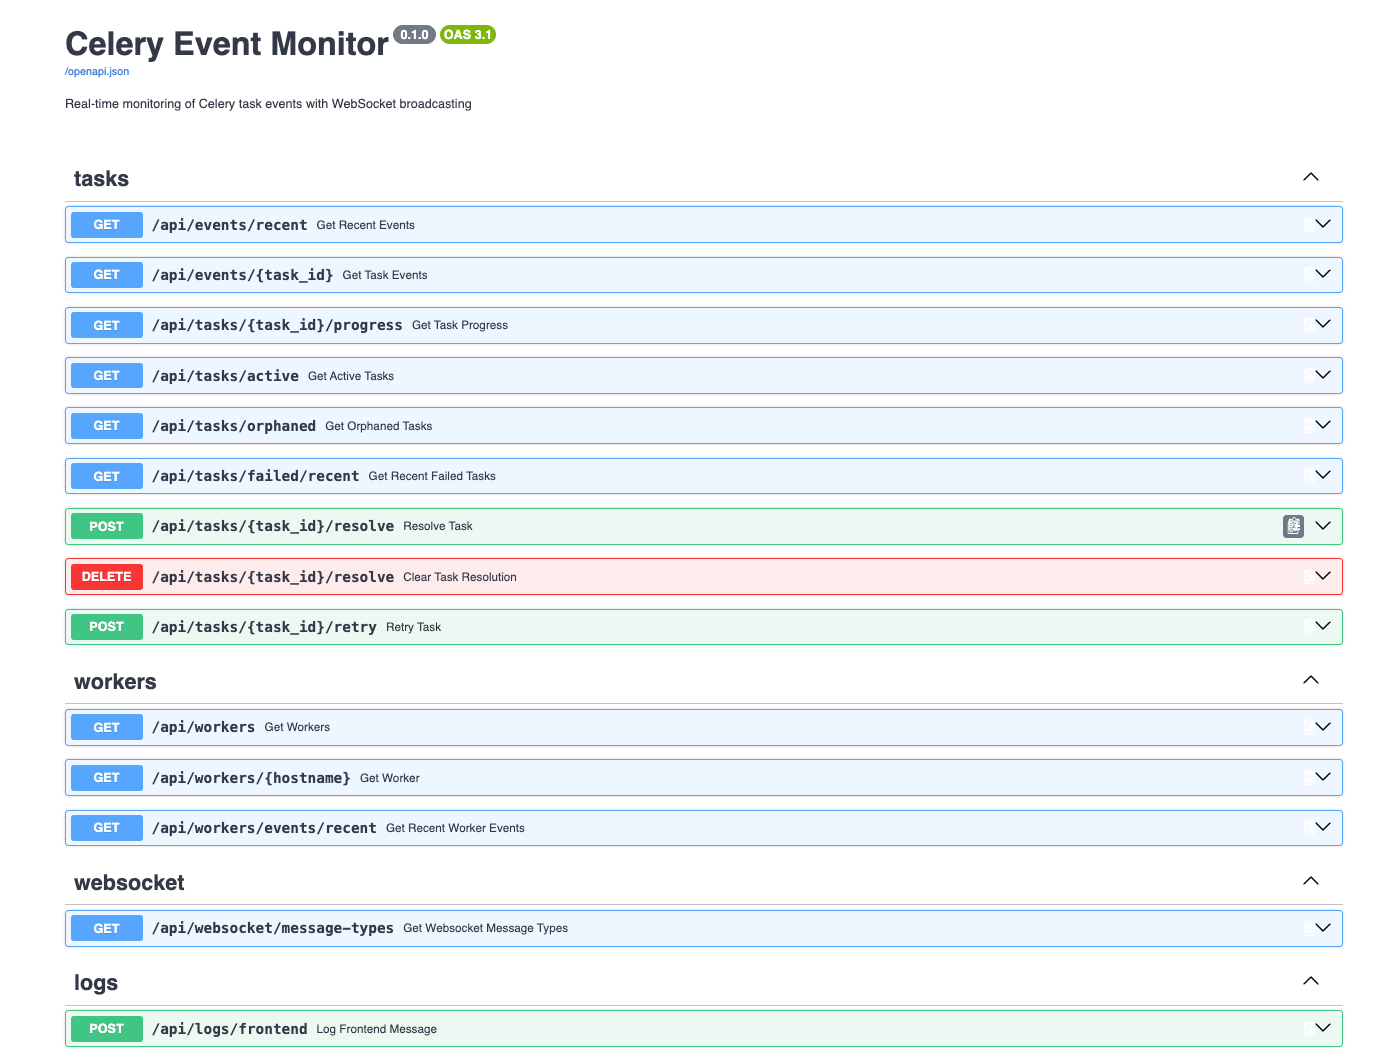 Celery Event Monitor 0.1.0 OAS 3.1
/openapi.json
Real-time monitoring of Celery task events with WebSocket broadcasting
tasks
GET /api/events/recent Get Recent Events
GET /api/events/{task_id} Get Task Events
GET /api/tasks/{task_id}/progress Get Task Progress
GET /api/tasks/active Get Active Tasks
GET /api/tasks/orphaned Get Orphaned Tasks
GET /api/tasks/failed/recent Get Recent Failed Tasks
POST /api/tasks/{task_id}/resolve Resolve Task
DELETE /api/tasks/{task_id}/resolve Clear Task Resolution
POST /api/tasks/{task_id}/retry Retry Task
workers
GET /api/workers Get Workers
GET /api/workers/{hostname} Get Worker
GET /api/workers/events/recent Get Recent Worker Events
websocket
GET /api/websocket/message-types Get Websocket Message Types
logs
POST /api/logs/frontend Log Frontend Message